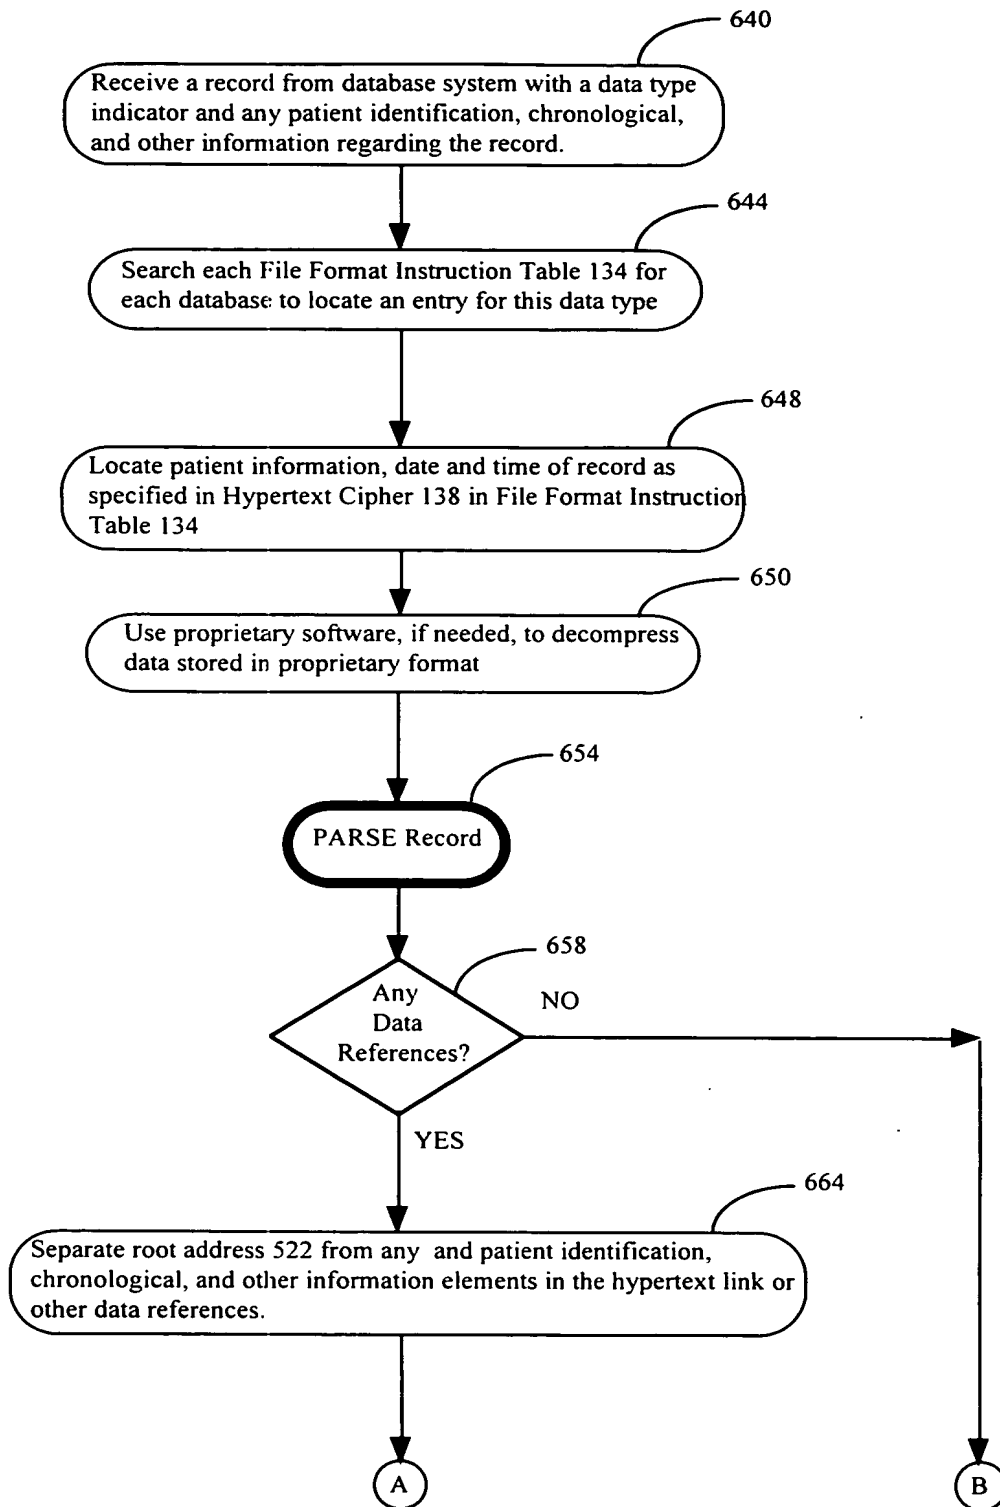 640
Receive a record from database system with a data type
indicator and any patient identification, chronological,
and other information regarding the record.
644
Search each File Format Instruction Table 134 for
each database to locate an entry for this data type
648
Locate patient information, date and time of record as
specified in Hypertext Cipher 138 in File Format Instruction
Table 134
650
Use proprietary software, if needed, to decompress
data stored in proprietary format
654
PARSE Record
658
Any
Data
References?
NO
YES
664
Separate root address 522 from any and patient identification,
chronological, and other information elements in the hypertext link or
other data references.
A
B